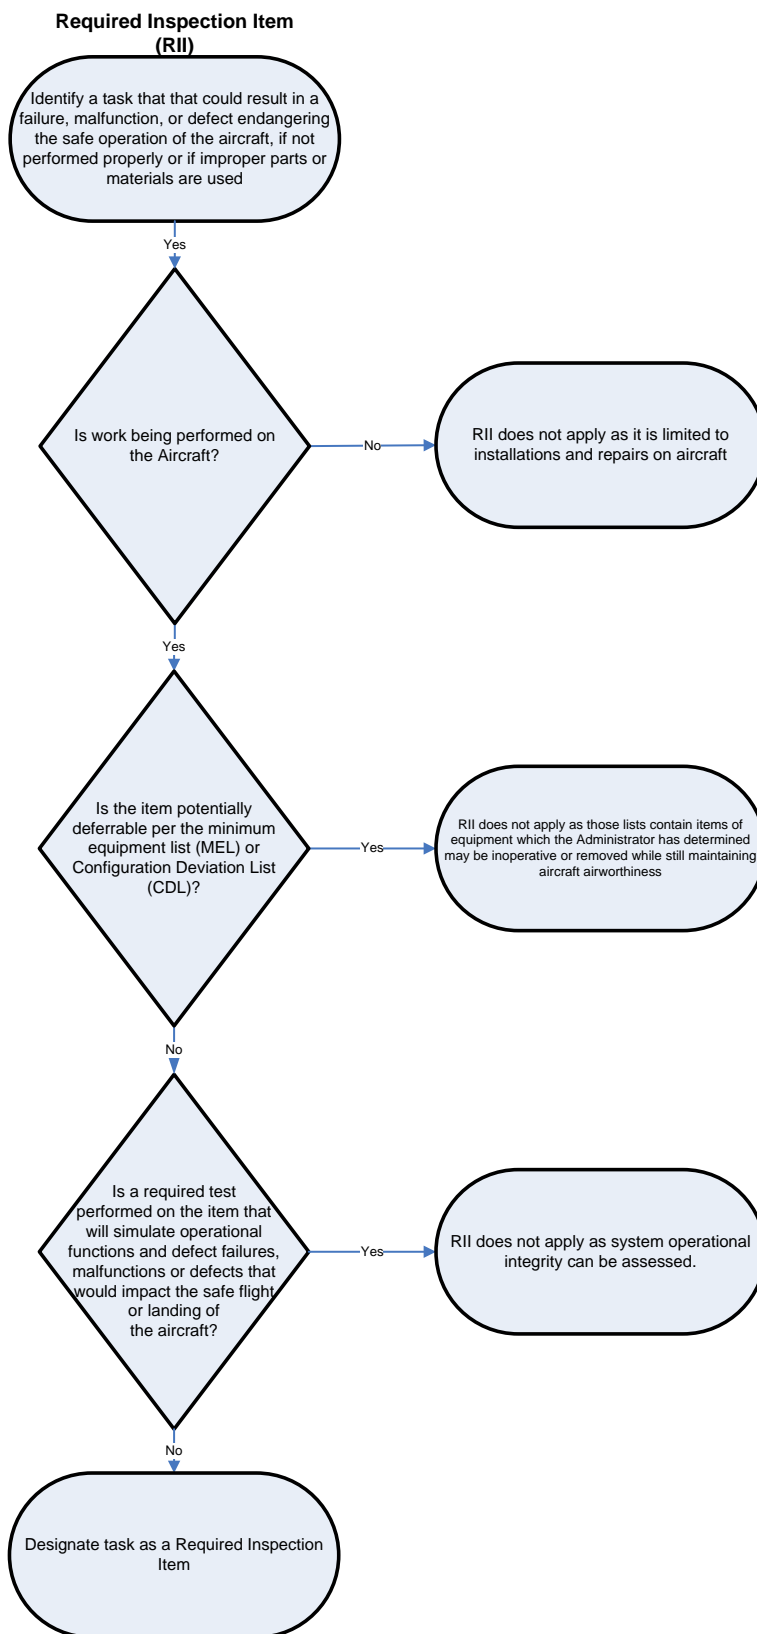 Required Inspection Item
(RII)
Identify a task that that could result in a
failure, malfunction, or defect endangering
the safe operation of the aircraft, if not
performed properly or if improper parts or
materials are used
Yes
Is work being performed on
the Aircraft?
No
RII does not apply as it is limited to
installations and repairs on aircraft
Yes
Is the item potentially
deferrable per the minimum
equipment list (MEL) or
Configuration Deviation List
(CDL)?
Yes
RII does not apply as those lists contain items of
equipment which the Administrator has determined
may be inoperative or removed while still maintaining
aircraft airworthiness
No
Is a required test
performed on the item that
will simulate operational
functions and defect failures,
malfunctions or defects that
would impact the safe flight
or landing of
the aircraft?
Yes
RII does not apply as system operational
integrity can be assessed.
No
Designate task as a Required Inspection
Item